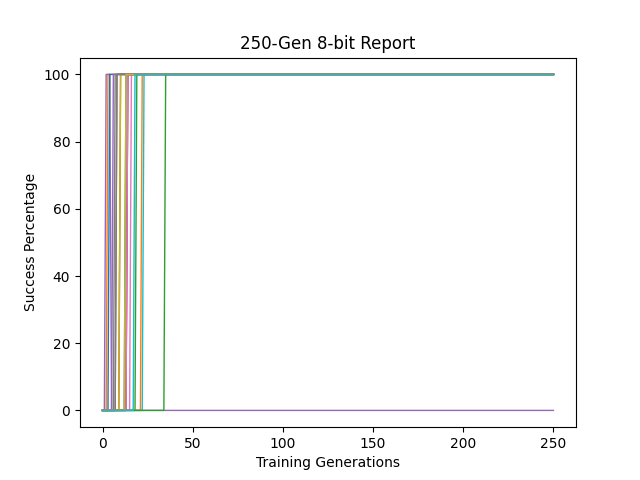 250-Gen 8-bit Report
100
80
60
40
20
0
Success Percentage
0 50 100 150 200 250
Training Generations